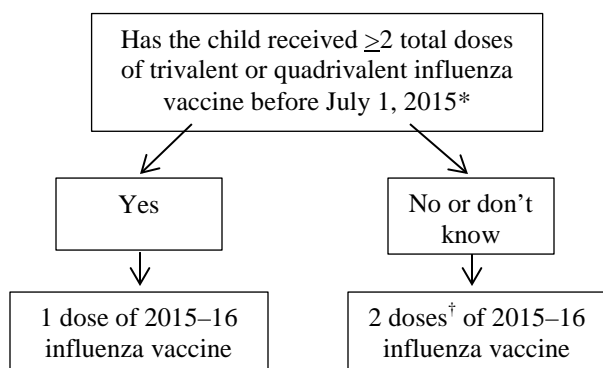 Has the child received ≥2 total doses
of trivalent or quadrivalent influenza
vaccine before July 1, 2015*
Yes
No or don’t
know
1 dose of 2015–16
influenza vaccine
2 doses† of 2015–16
influenza vaccine